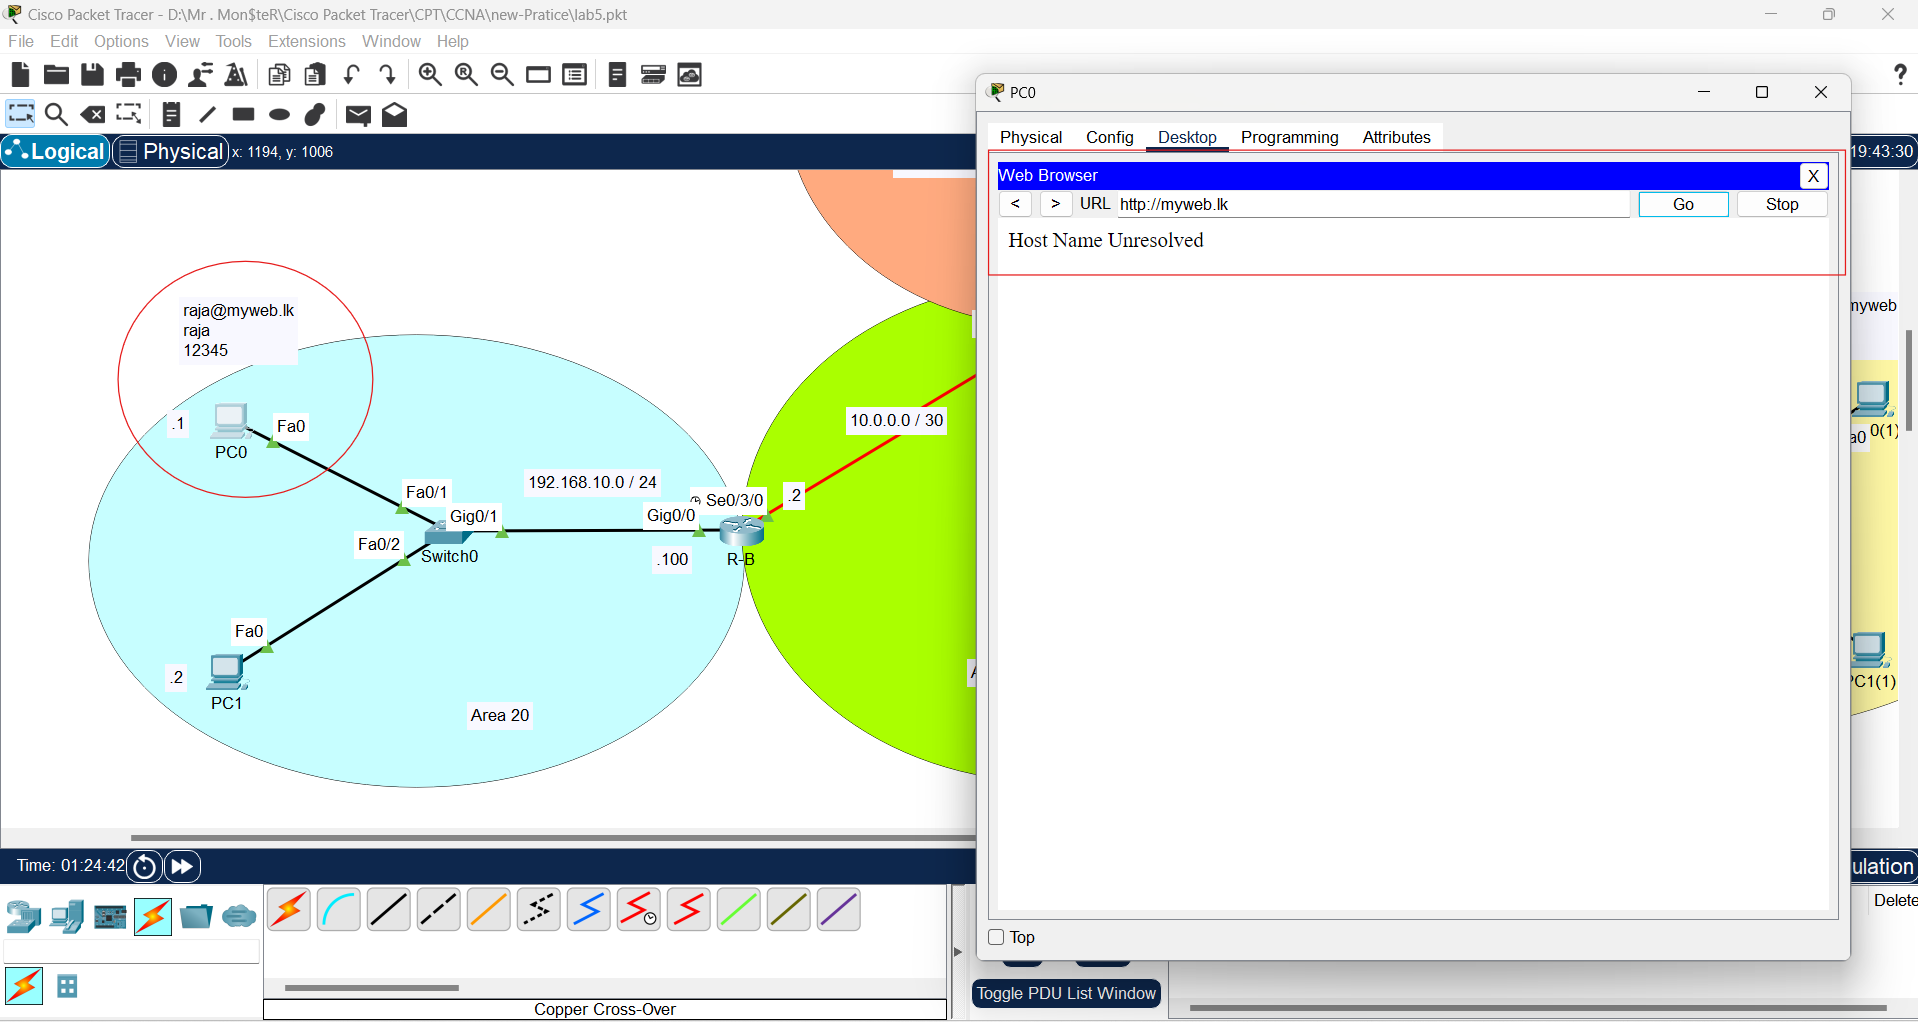 Cisco Packet Tracer - D:\Mr . Mon$teR\Cisco Packet Tracer\CPT\CCNA\new-Pratice\lab5.pkt
File Edit Options View Tools Extensions Window Help
?
Logical Physical x: 1194, y: 1006
19:43:30
PC0
Physical Config Desktop Programming Attributes
Web Browser X
< > URL http://myweb.lk Go Stop
Host Name Unresolved
Top
raja@myweb.lk
raja
12345
.1
Fa0
PC0
10.0.0.0 / 30
192.168.10.0 / 24
Fa0/1
Gig0/1
Fa0/2
Switch0
Gig0/0
Se0/3/0
.2
.100
R-B
Fa0
.2
PC1
Area 20
A
myweb
a0
0(1)
PC1(1)
Time: 01:24:42
ulation
Delete
Toggle PDU List Window
Copper Cross-Over